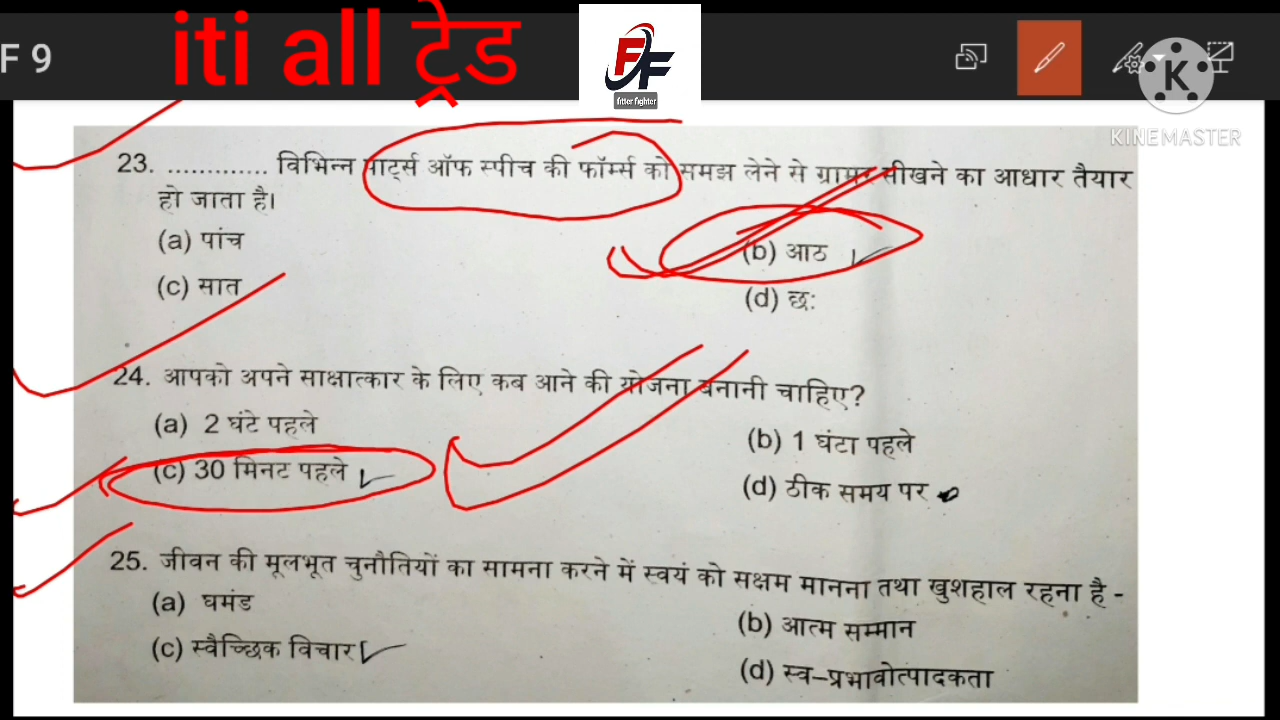 F 9
iti all ट्रेड
FF
fitter fighter
K
KINEMASTER
23. .............. विभिन्न पार्ट्स ऑफ स्पीच की फॉर्म्स को समझ लेने से ग्रामर सीखने का आधार तैयार
हो जाता है।
(a) पांच
(b) आठ
(c) सात
(d) छ:
24. आपको अपने साक्षात्कार के लिए कब आने की योजना बनानी चाहिए?
(a) 2 घंटे पहले
(b) 1 घंटा पहले
(c) 30 मिनट पहले
(d) ठीक समय पर
25. जीवन की मूलभूत चुनौतियों का सामना करने में स्वयं को सक्षम मानना तथा खुशहाल रहना है -
(a) घमंड
(b) आत्म सम्मान
(c) स्वैच्छिक विचार
(d) स्व–प्रभावोत्पादकता